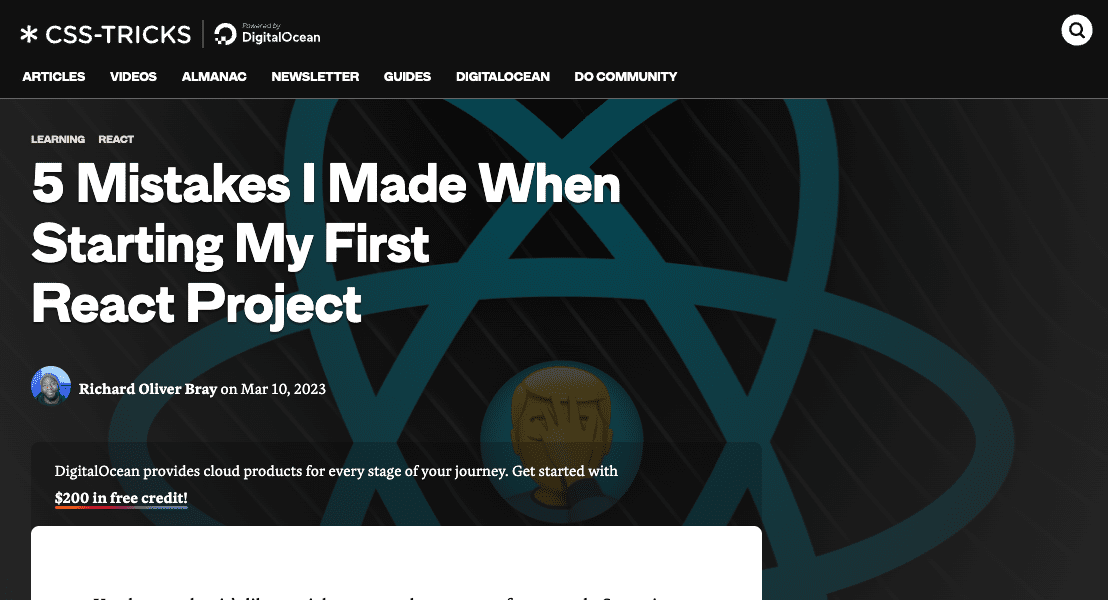 CSS-TRICKS
Powered by
DigitalOcean
ARTICLES VIDEOS ALMANAC NEWSLETTER GUIDES DIGITALOCEAN DO COMMUNITY
LEARNING REACT
5 Mistakes I Made When
Starting My First
React Project
Richard Oliver Bray on Mar 10, 2023
DigitalOcean provides cloud products for every stage of your journey. Get started with
$200 in free credit!